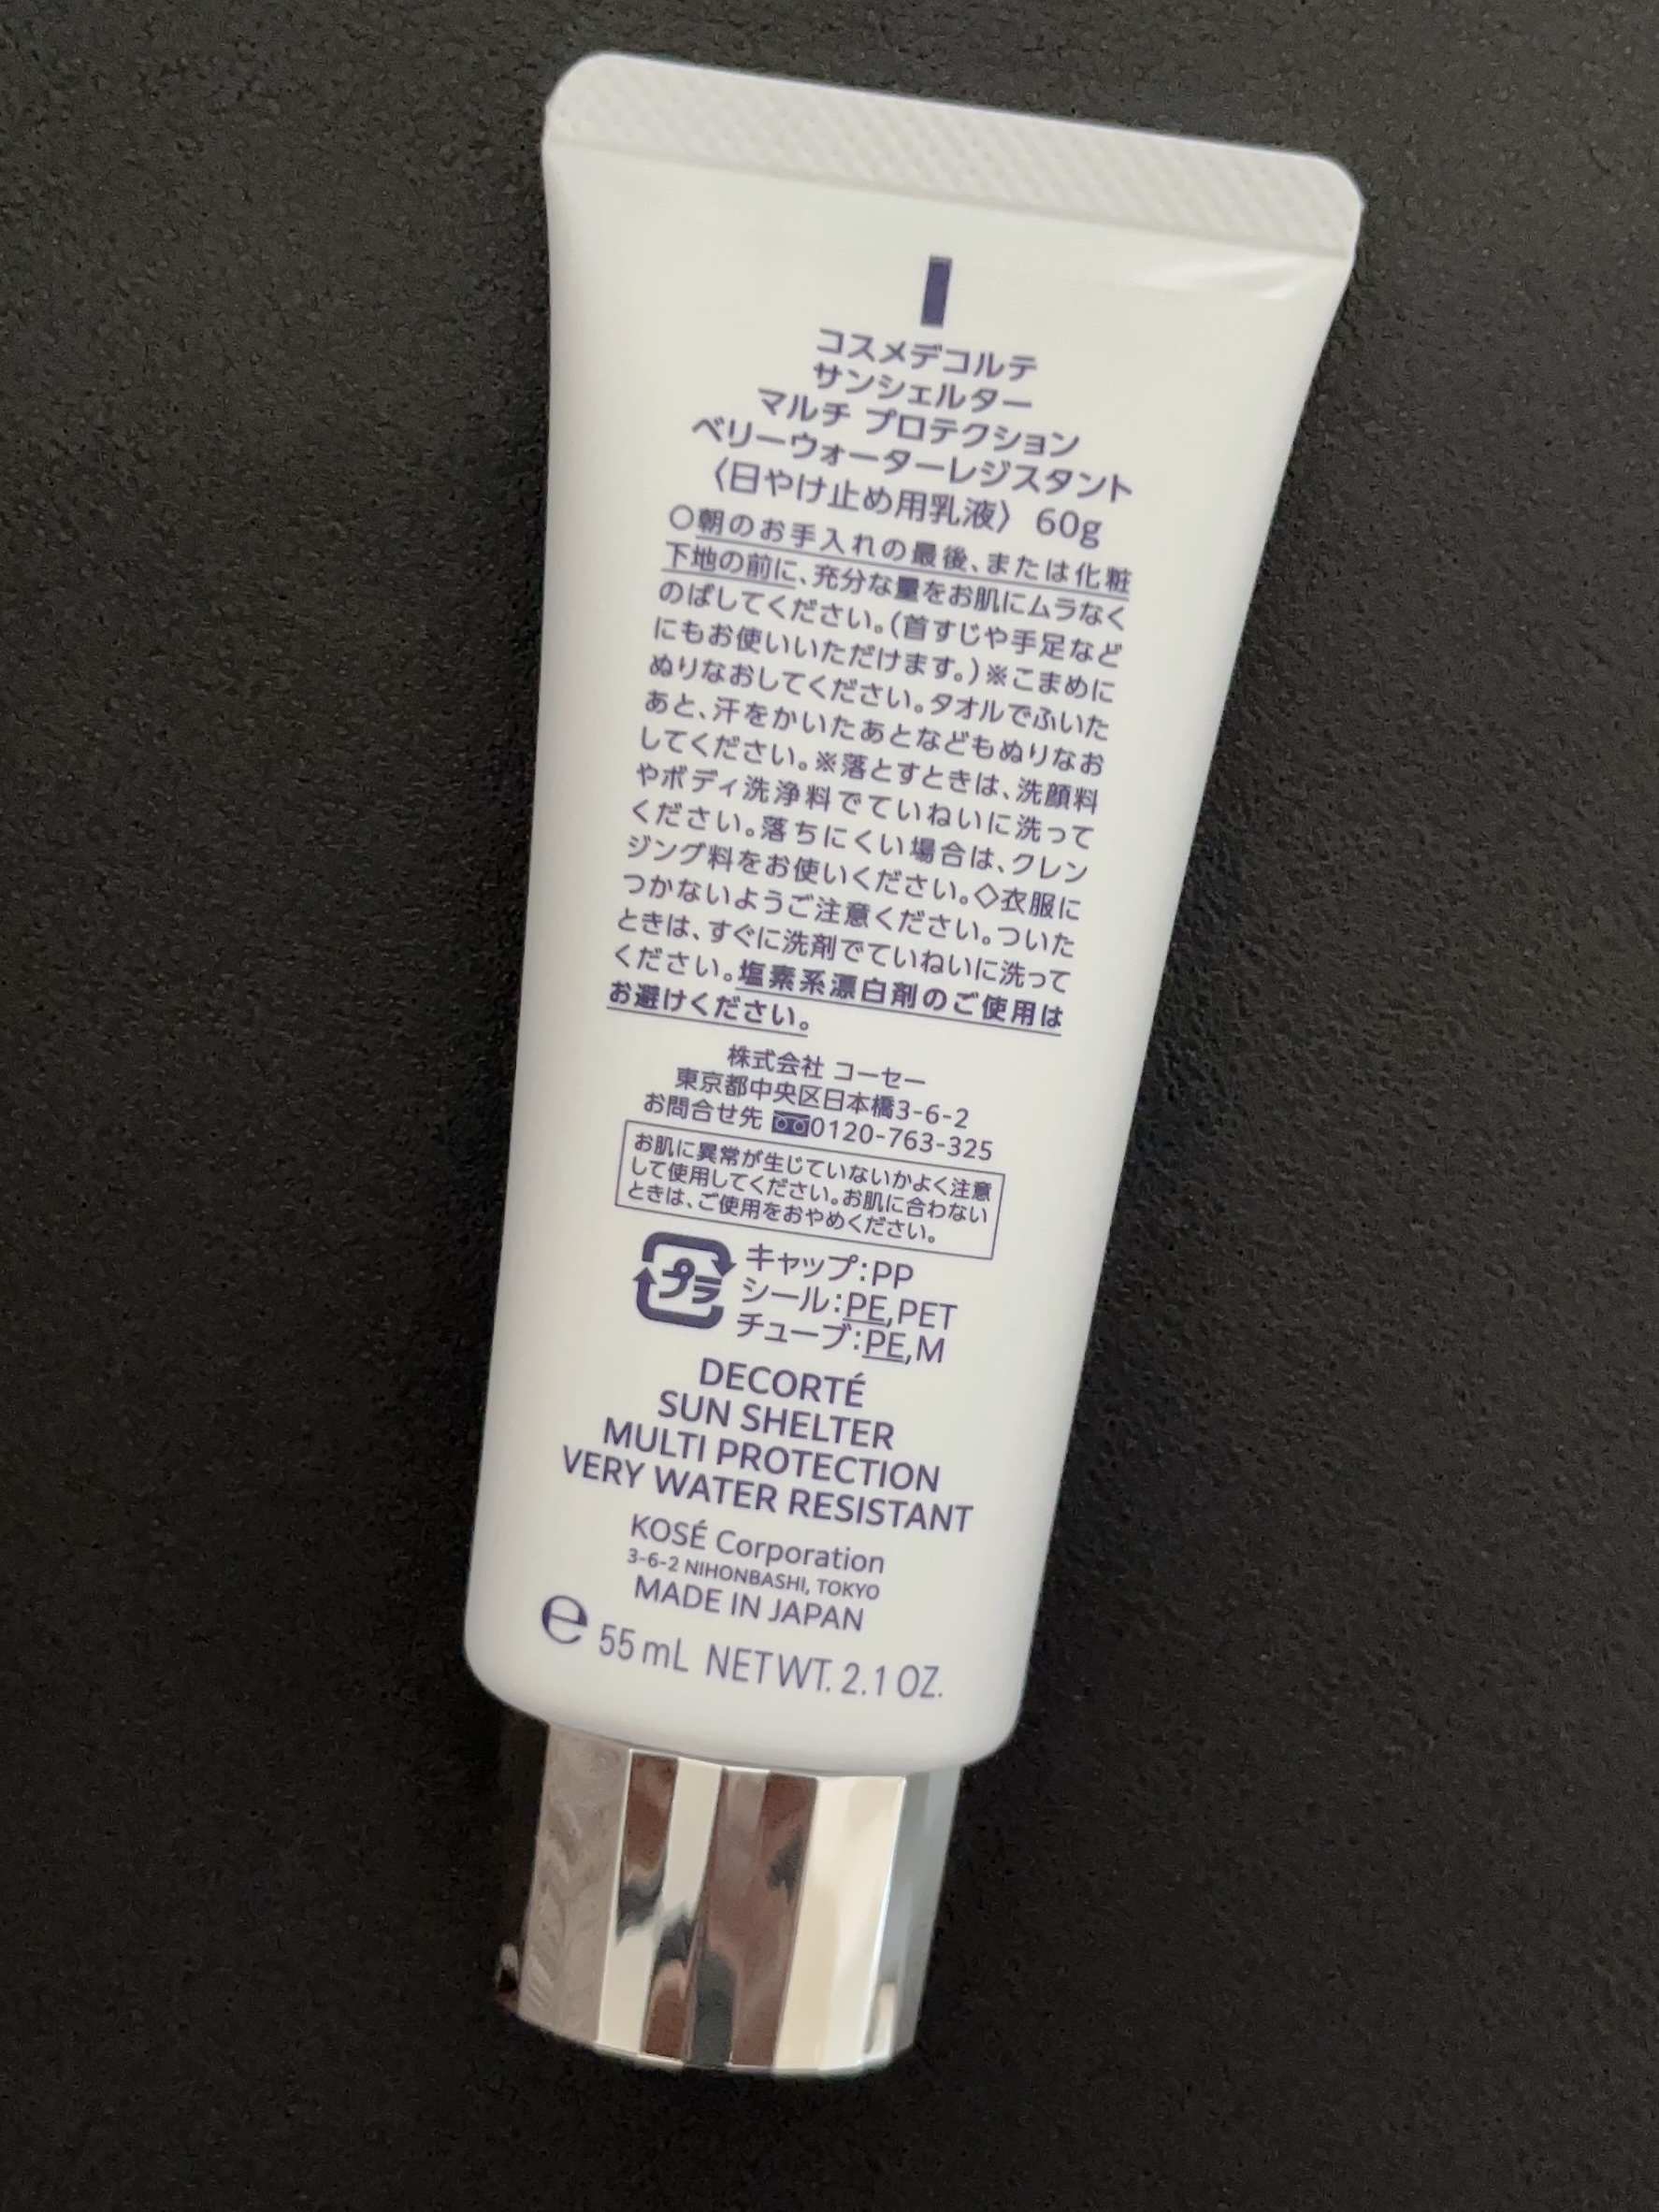 コスメデコルテ
サンシェルター
マルチ プロテクション
ベリーウォーターレジスタント
〈日やけ止め用乳液〉 60g
○朝のお手入れの最後、または化粧
下地の前に、充分な量をお肌にムラなく
のばしてください。(首すじや手足など
にもお使いいただけます。)※こまめに
ぬりなおしてください。タオルでふいた
あと、汗をかいたあとなどもぬりなお
してください。※落とすときは、洗顔料
やボディ洗浄料でていねいに洗って
ください。落ちにくい場合は、クレン
ジング料をお使いください。◇衣服に
つかないようご注意ください。ついた
ときは、すぐに洗剤でていねいに洗って
ください。塩素系漂白剤のご使用は
お避けください。
株式会社 コーセー
東京都中央区日本橋3-6-2
お問合せ先 0120-763-325
お肌に異常が生じていないかよく注意
して使用してください。お肌に合わない
ときは、ご使用をおやめください。
プラ
キャップ:PP
シール:PE,PET
チューブ:PE,M
DECORTÉ
SUN SHELTER
MULTI PROTECTION
VERY WATER RESISTANT
KOSÉ Corporation
3-6-2 NIHONBASHI, TOKYO
MADE IN JAPAN
e 55 mL NET WT. 2.1 OZ.